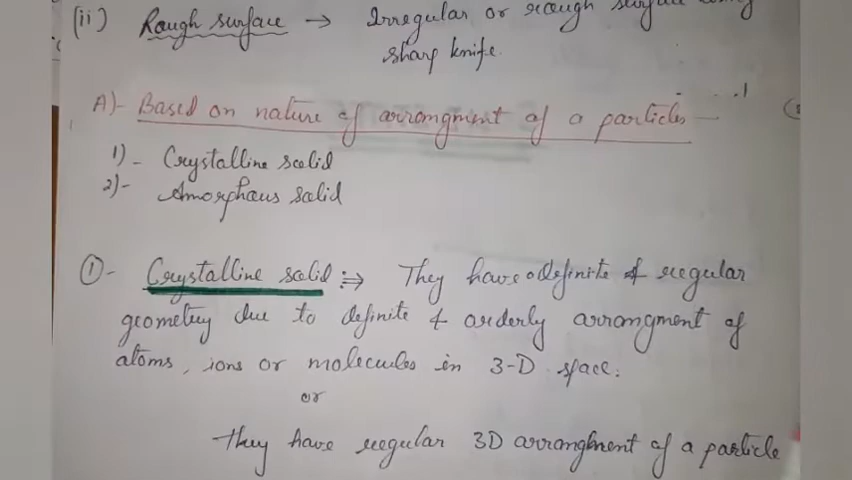 (ii) Rough surface → Irregular or rough surface using
sharp knife.
A)- Based on nature of arrangment of a particles
1)- Crystalline solid
2)- Amorphous solid
①- Crystalline solid :⇒ They have definite & regular
geometry due to definite & orderly arrangment of
atoms, ions or molecules in 3-D space.
or
They have regular 3D arrangment of a particle